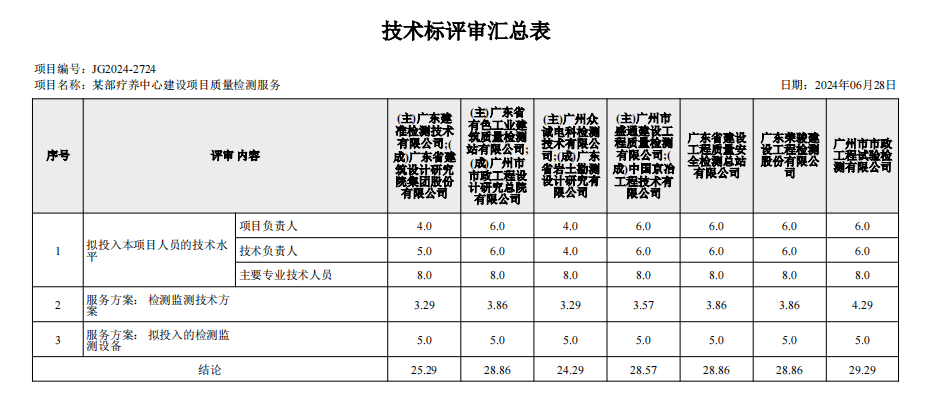 技术标评审汇总表
项目编号: JG2024-2724
项目名称: 某部疗养中心建设项目质量检测服务
日期: 2024年06月28日
序号
评审 内容
(主)广东建
准检测技术
公司;(
成)广东省建
筑设计研究
院集团股份
有限公司
(主)广东省
有色工业建
筑质量检测
站有限公司;
(成)广州市
市政工程设
计研究总院
有限公司
(主)广州众
诚电科检测
技术有限公
司;(成)广东
省岩土勘测
设计研究有
限公司
(主)广州市
盛通建设工
程质量检测
有限公司;(
成)中国京冶
工程技术有
限公司
广东省建设
工程质量安
全检测总站
有限公司
广东荣骏建
设工程检测
股份有限公
司
广州市市政
工程试验检
测有限公司
1
拟投入本项目人员的技术水
平
项目负责人
4.0 6.0 4.0 6.0 6.0 6.0 6.0
技术负责人
5.0 6.0 4.0 6.0 6.0 6.0 6.0
主要专业技术人员
8.0 8.0 8.0 8.0 8.0 8.0 8.0
2
服务方案: 检测监测技术方
案
3.29 3.86 3.29 3.57 3.86 3.86 4.29
3
服务方案: 拟投入的检测监
测设备
5.0 5.0 5.0 5.0 5.0 5.0 5.0
结论
25.29 28.86 24.29 28.57 28.86 28.86 29.29